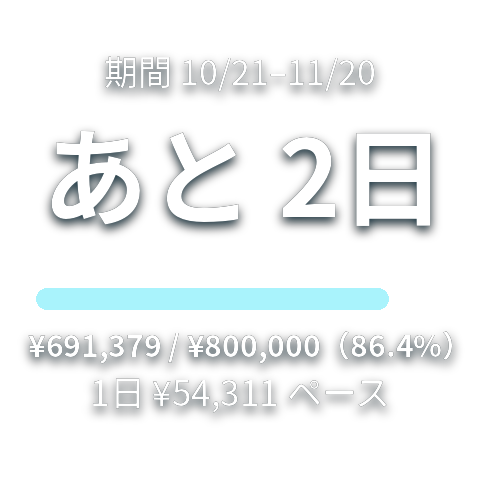 期間 10/21–11/20
あと 2日
¥691,379 / ¥800,000（86.4%）
1日 ¥54,311 ペース